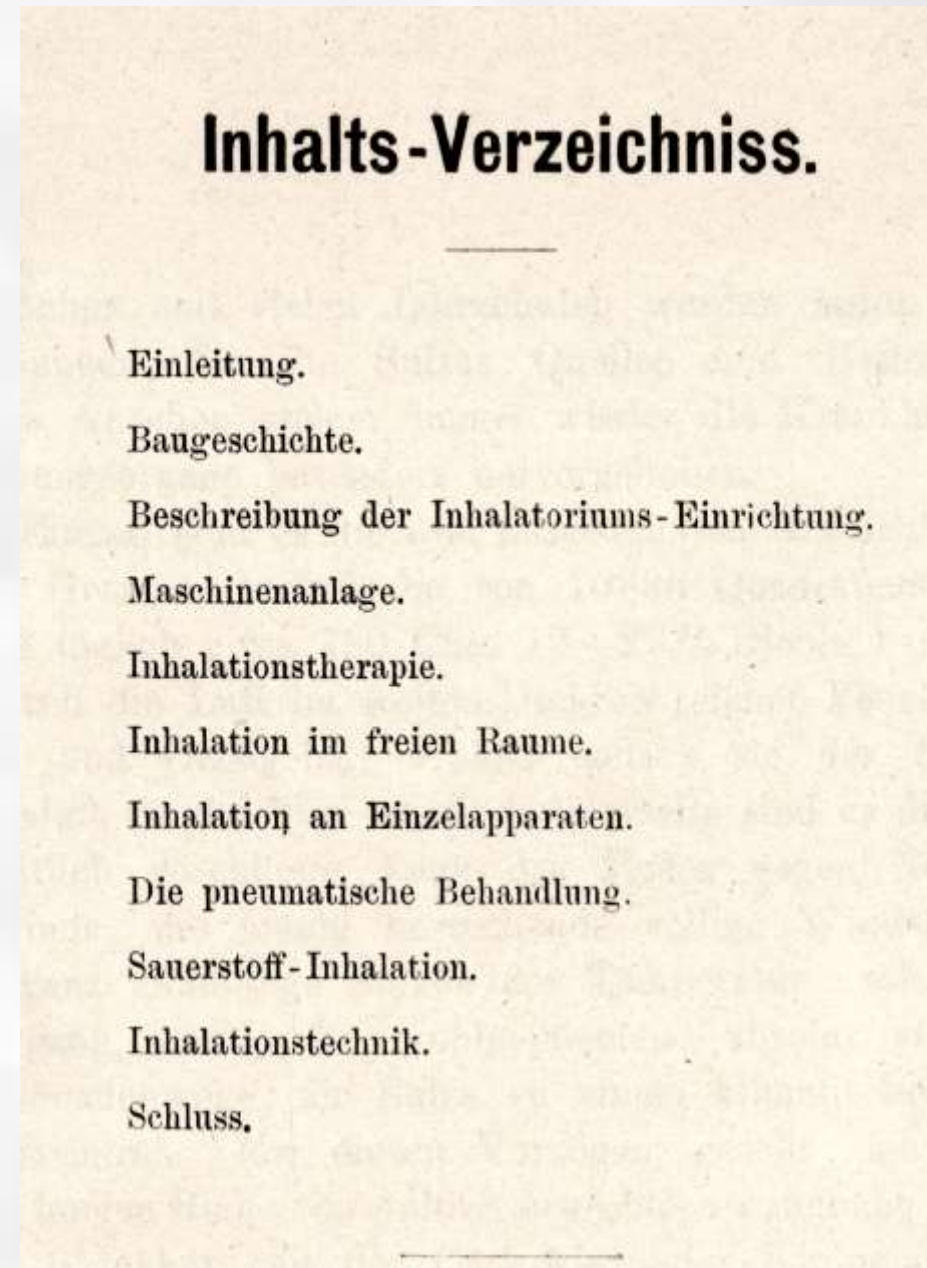 Inhalts-Verzeichniss.
Einleitung.
Baugeschichte.
Beschreibung der Inhalatoriums-Einrichtung.
Maschinenanlage.
Inhalationstherapie.
Inhalation im freien Raume.
Inhalation an Einzelapparaten.
Die pneumatische Behandlung.
Sauerstoff-Inhalation.
Inhalationstechnik.
Schluss.